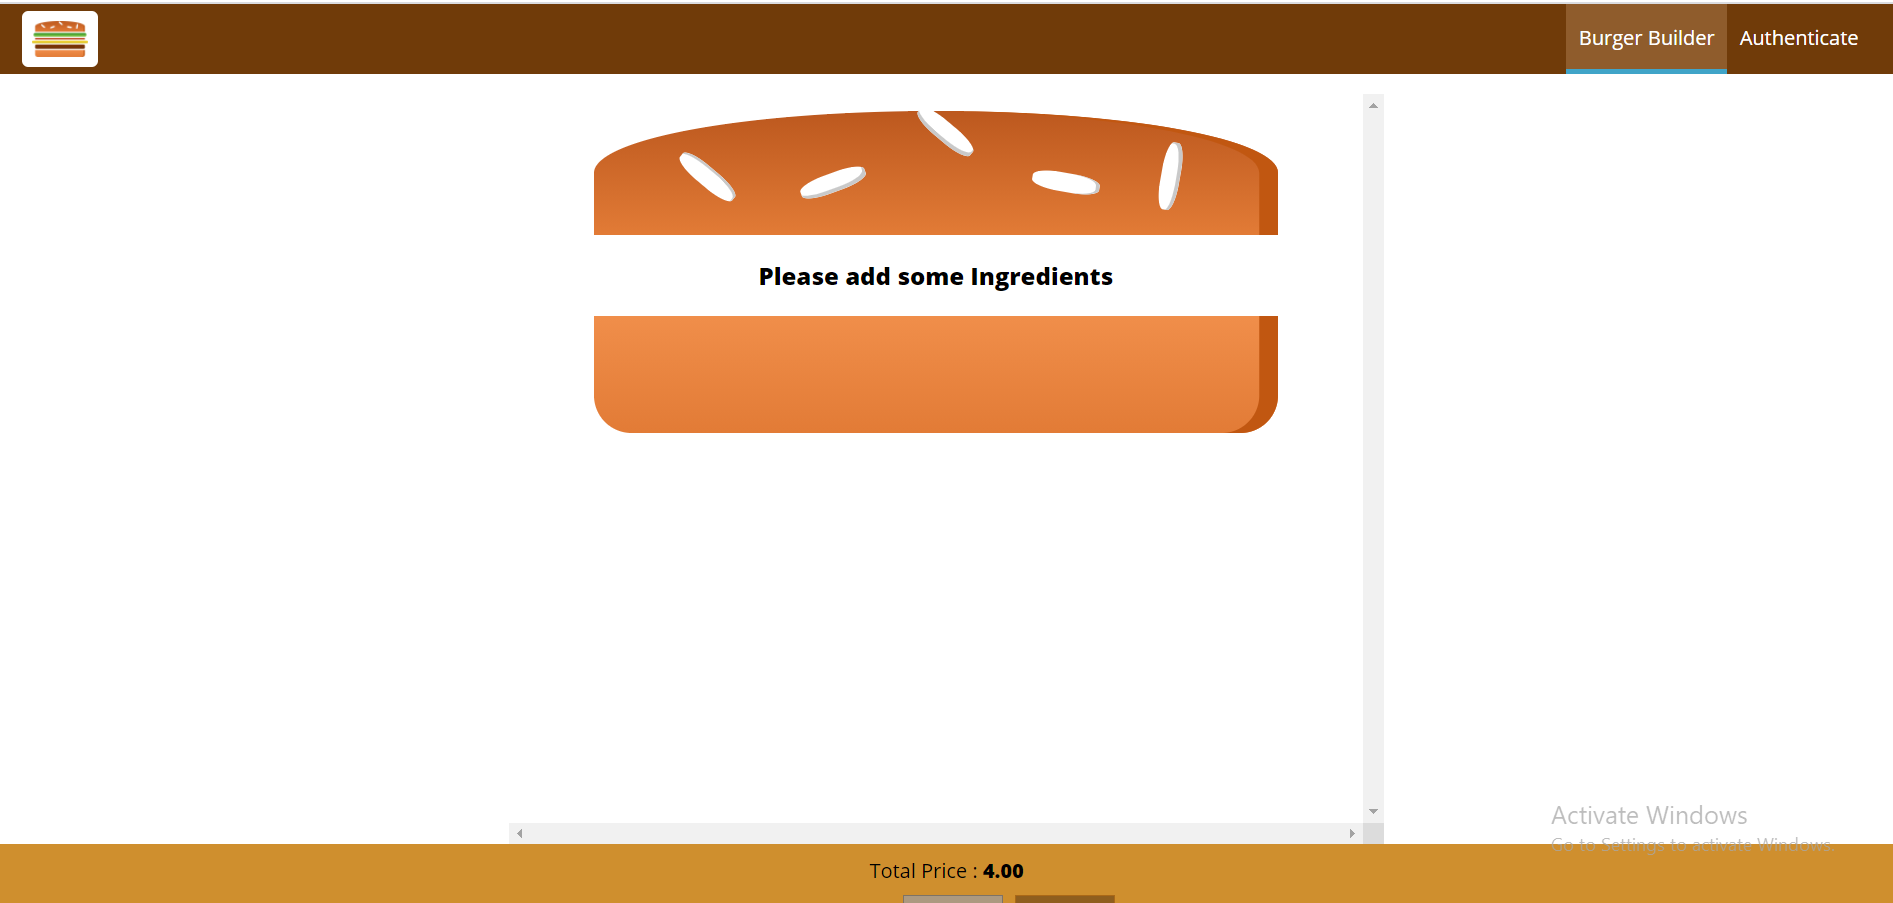 Burger Builder Authenticate
Please add some Ingredients
Activate Windows
Go to Settings to activate Windows.
Total Price : 4.00